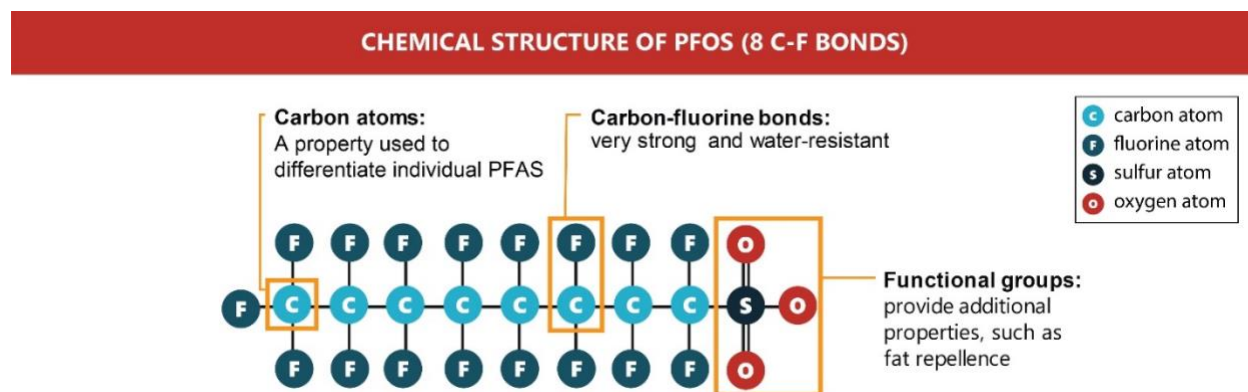 CHEMICAL STRUCTURE OF PFOS (8 C-F BONDS)
Carbon atoms:
A property used to
differentiate individual PFAS
Carbon-fluorine bonds:
very strong and water-resistant
C carbon atom
F fluorine atom
S sulfur atom
O oxygen atom
F F F F F F F F O
F C C C C C C C C S O
F F F F F F F F O
Functional groups:
provide additional
properties, such as
fat repellence